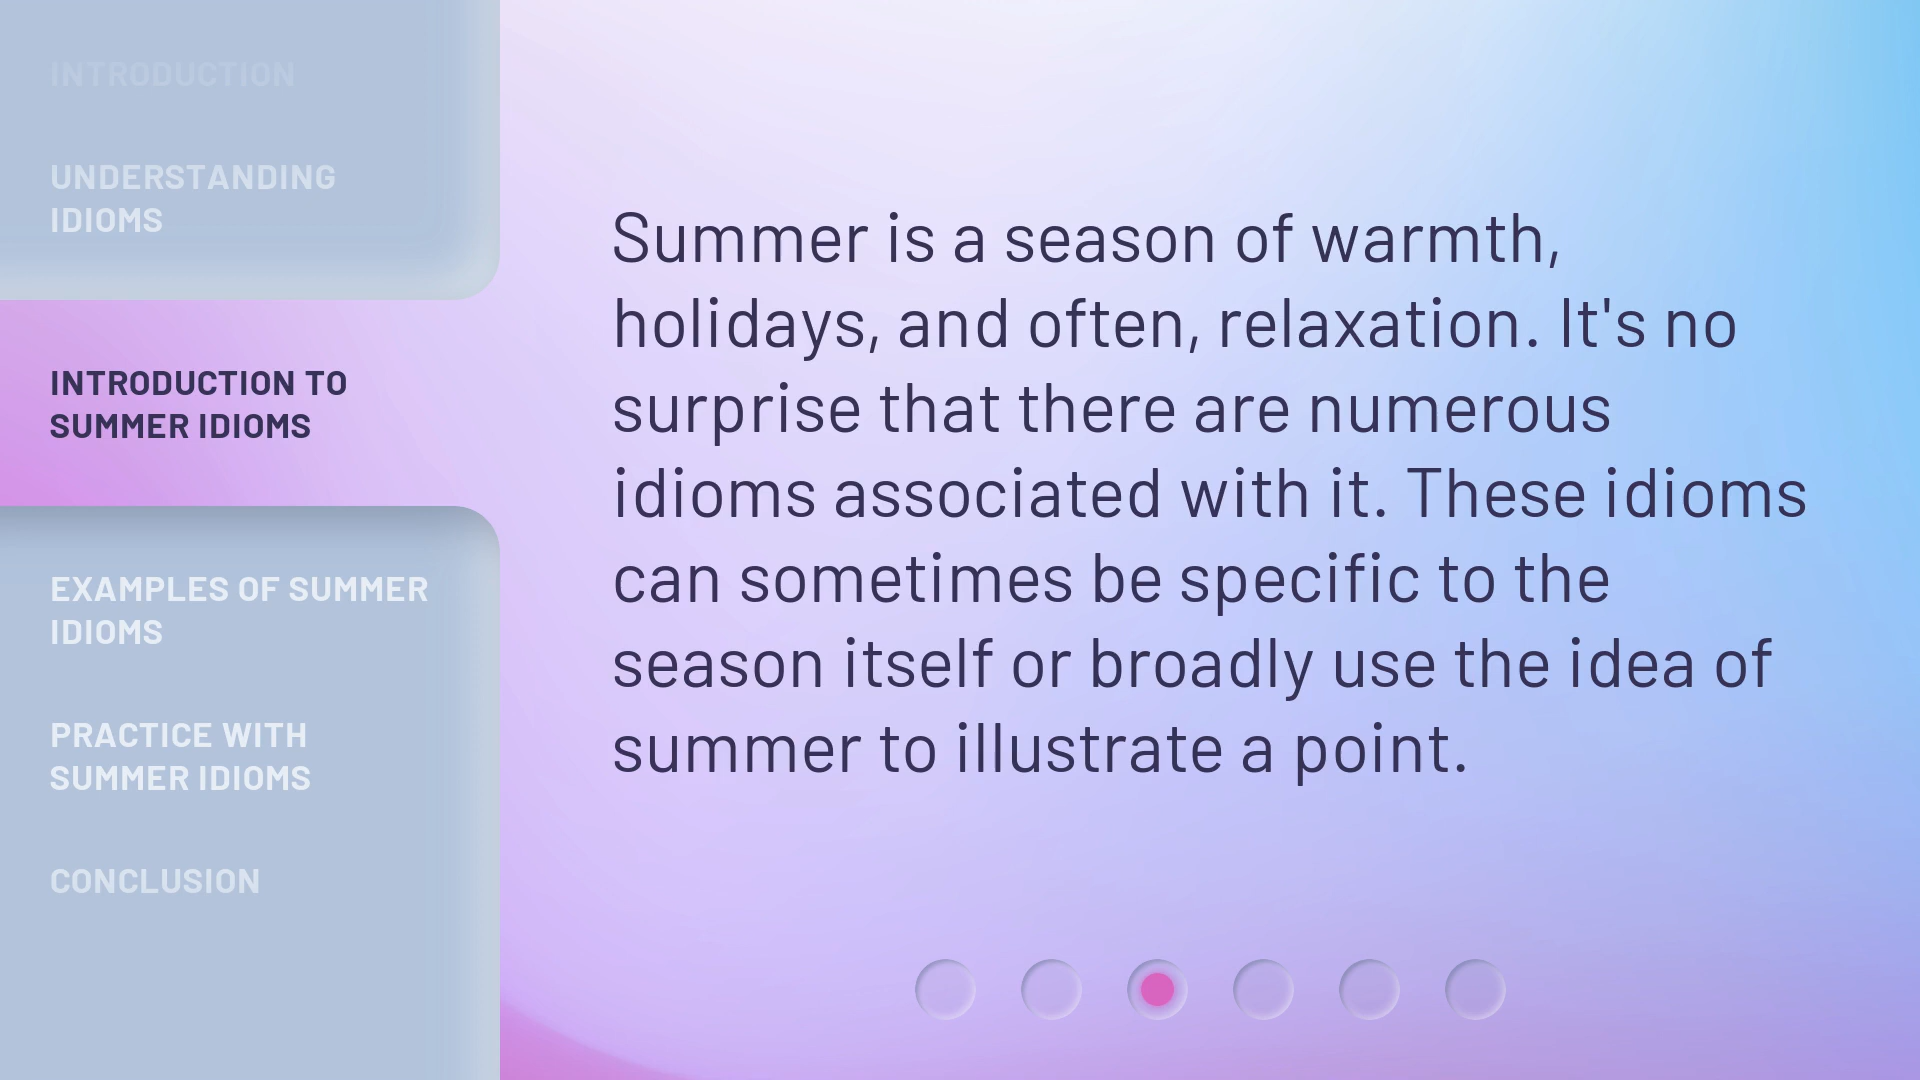 INTRODUCTION
UNDERSTANDING
IDIOMS
INTRODUCTION TO
SUMMER IDIOMS
EXAMPLES OF SUMMER
IDIOMS
PRACTICE WITH
SUMMER IDIOMS
CONCLUSION
Summer is a season of warmth,
holidays, and often, relaxation. It's no
surprise that there are numerous
idioms associated with it. These idioms
can sometimes be specific to the
season itself or broadly use the idea of
summer to illustrate a point.